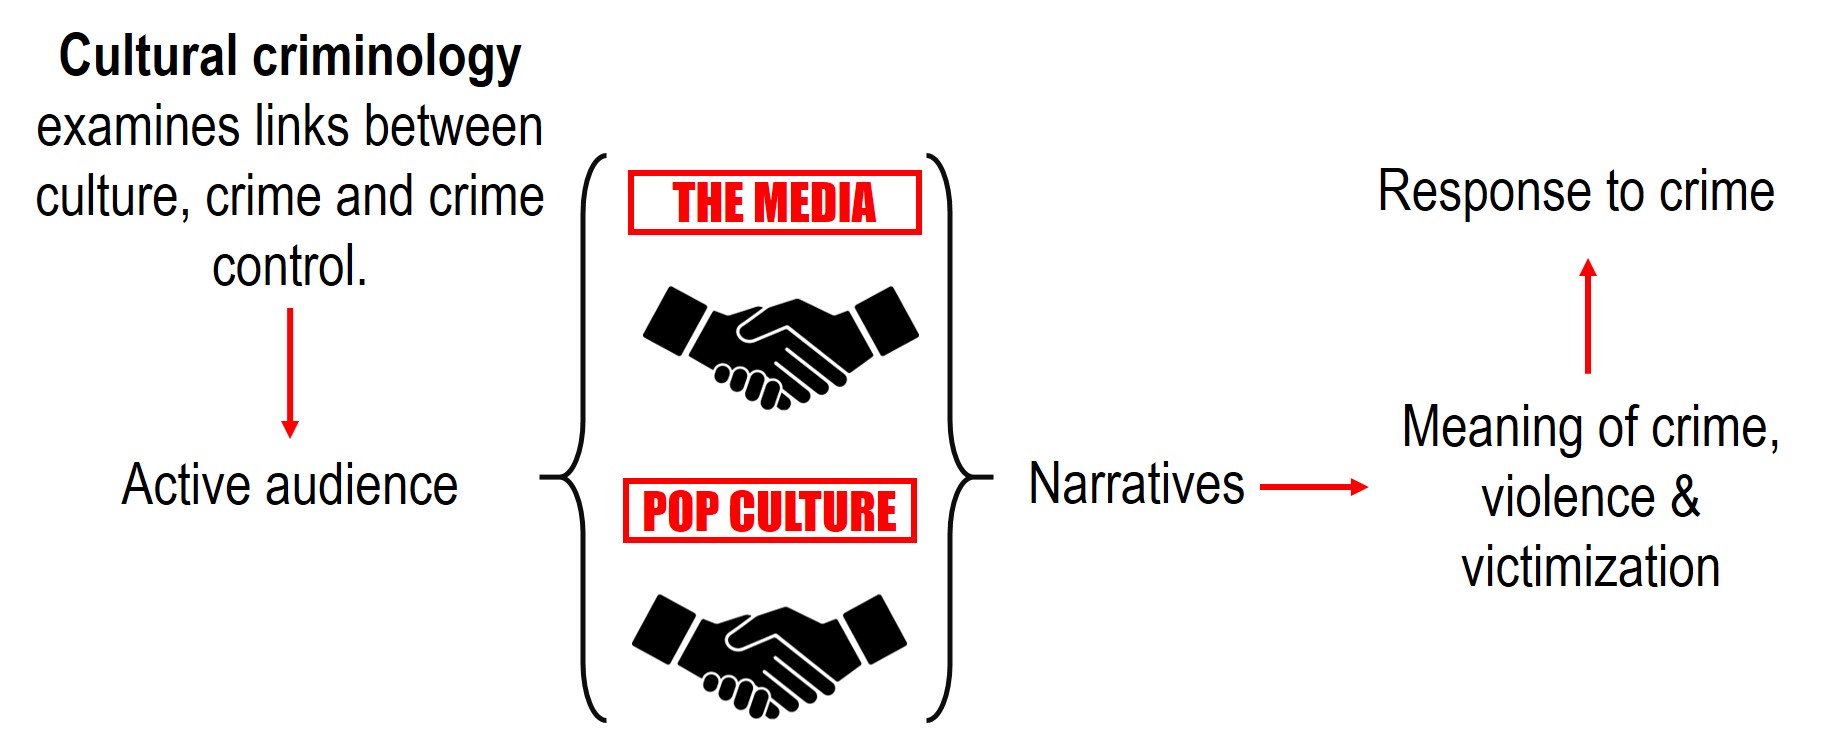 Cultural criminology
examines links between
culture, crime and crime
control.
Active audience
THE MEDIA
POP CULTURE
Narratives
Meaning of crime,
violence &
victimization
Response to crime